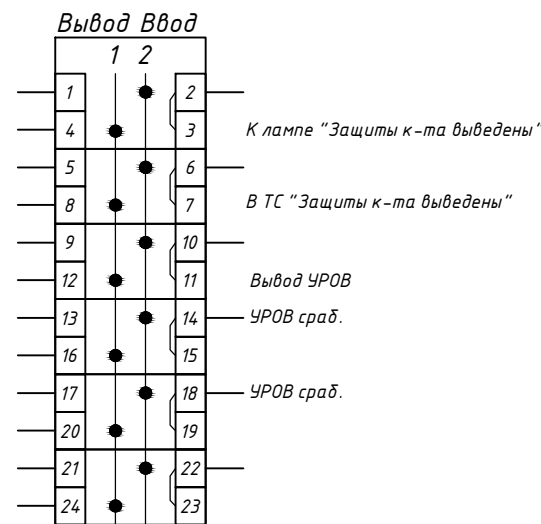 Вывод Ввод
1 2
1 2
4 3 К лампе "Защиты к-та выведены"
5 6
8 7 В ТС "Защиты к-та выведены"
9 10
12 11 Вывод УРОВ
13 14 УРОВ сраб.
16 15
17 18 УРОВ сраб.
20 19
21 22
24 23